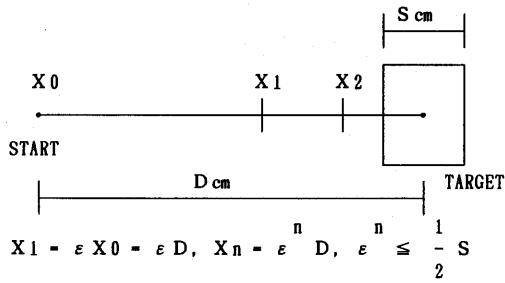 S cm
X0 X1 X2
START
TARGET
D cm
X1 = ε X0 = ε D, Xn = ε^n D, ε^n ≦ 1/2 S